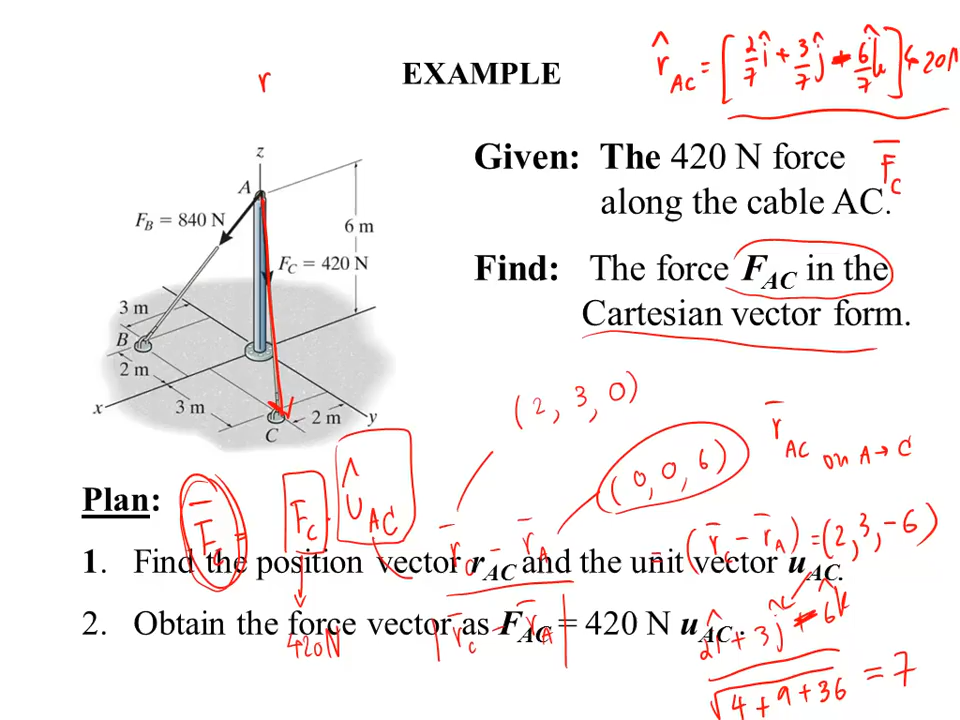 r
EXAMPLE
r̂ AC = [ 2/7 î + 3/7 ĵ - 6/7 k̂ ] 420N
Given: The 420 N force
F̄C
along the cable AC.
Find: The force FAC in the
Cartesian vector form.
z
A
FB = 840 N
6 m
FC = 420 N
3 m
B
2 m
x
3 m
2 m
y
C
(2, 3, 0)
(0, 0, 6)
r̄ AC on A→C
Plan:
F̄C = FC · ÛAC
r̄C - r̄A
= (r̄C - r̄A) = (2, 3, -6)
1. Find the position vector rAC and the unit vector uAC.
2. Obtain the force vector as FAC = 420 N uAC .
420N
|r̄C - r̄A|
2î + 3ĵ - 6k̂
√4+9+36 = 7